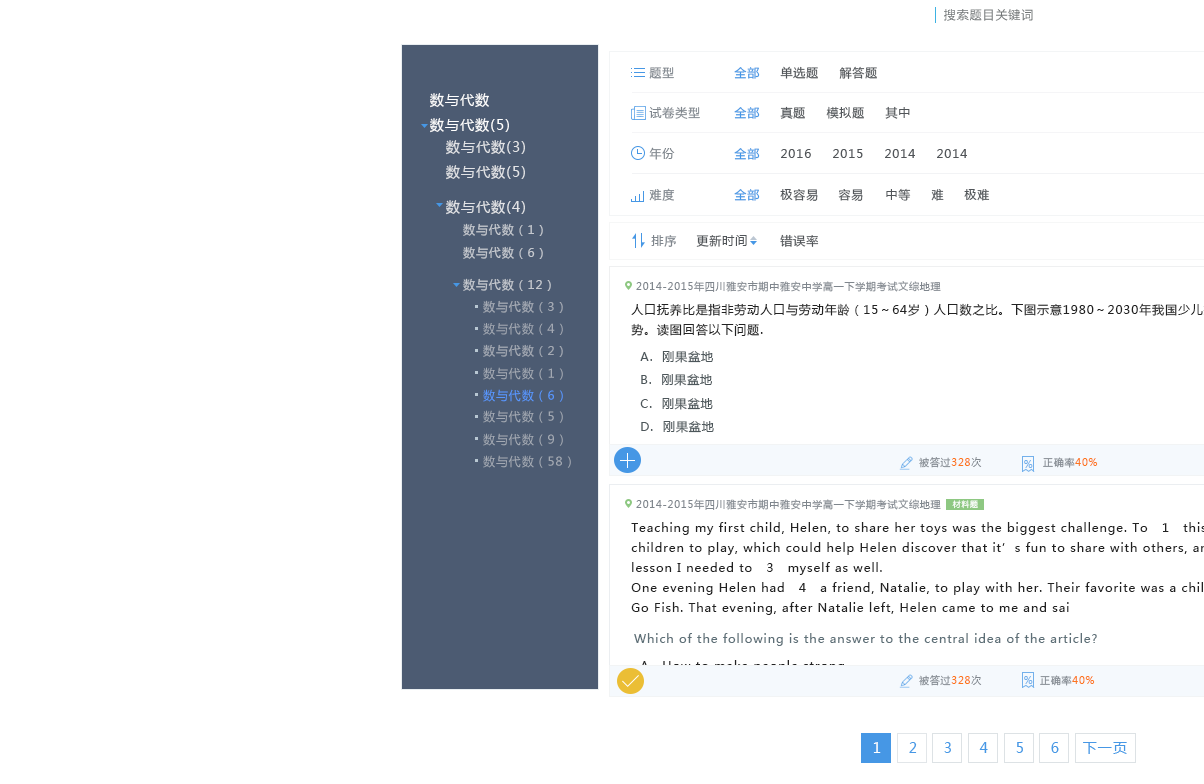 搜索题目关键词
数与代数
数与代数(5)
数与代数(3)
数与代数(5)
数与代数(4)
数与代数（1）
数与代数（6）
数与代数（12）
数与代数（3）
数与代数（4）
数与代数（2）
数与代数（1）
数与代数（6）
数与代数（5）
数与代数（9）
数与代数（58）
题型 全部 单选题 解答题
试卷类型 全部 真题 模拟题 其中
年份 全部 2016 2015 2014 2014
难度 全部 极容易 容易 中等 难 极难
排序 更新时间 错误率
2014-2015年四川雅安市期中雅安中学高一下学期考试文综地理
人口抚养比是指非劳动人口与劳动年龄（15～64岁）人口数之比。下图示意1980～2030年我国少儿
势。读图回答以下问题.
A. 刚果盆地
B. 刚果盆地
C. 刚果盆地
D. 刚果盆地
被答过328次 正确率40%
2014-2015年四川雅安市期中雅安中学高一下学期考试文综地理 材料题
Teaching my first child, Helen, to share her toys was the biggest challenge. To 1 this
children to play, which could help Helen discover that it’s fun to share with others, an
lesson I needed to 3 myself as well.
One evening Helen had 4 a friend, Natalie, to play with her. Their favorite was a chil
Go Fish. That evening, after Natalie left, Helen came to me and sai
Which of the following is the answer to the central idea of the article?
A. How to make people strong
被答过328次 正确率40%
1 2 3 4 5 6 下一页